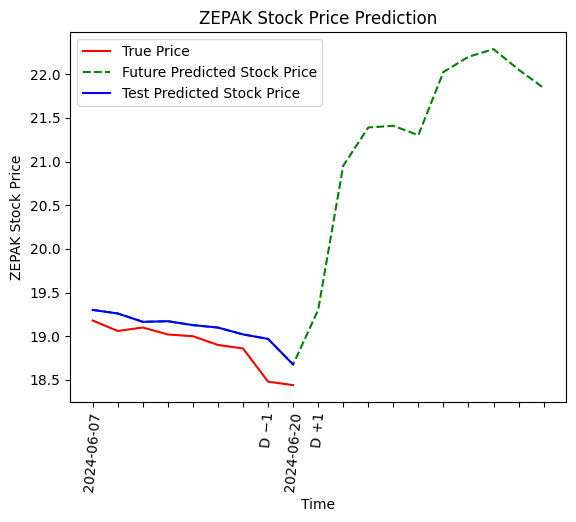 ZEPAK Stock Price Prediction
True Price
Future Predicted Stock Price
Test Predicted Stock Price
ZEPAK Stock Price
22.0
21.5
21.0
20.5
20.0
19.5
19.0
18.5
2024-06-07
D −1
2024-06-20
D +1
Time